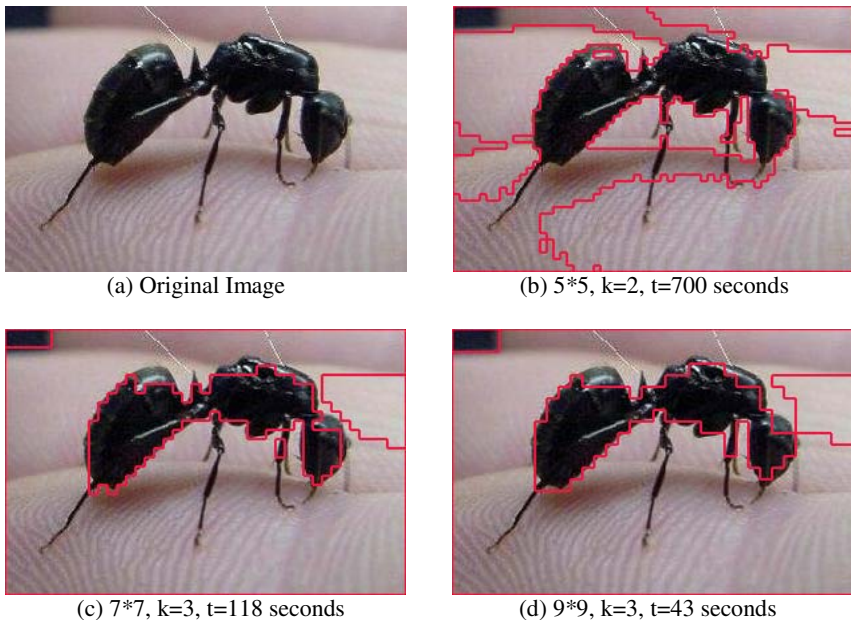 (a) Original Image
(b) 5*5, k=2, t=700 seconds
(c) 7*7, k=3, t=118 seconds
(d) 9*9, k=3, t=43 seconds